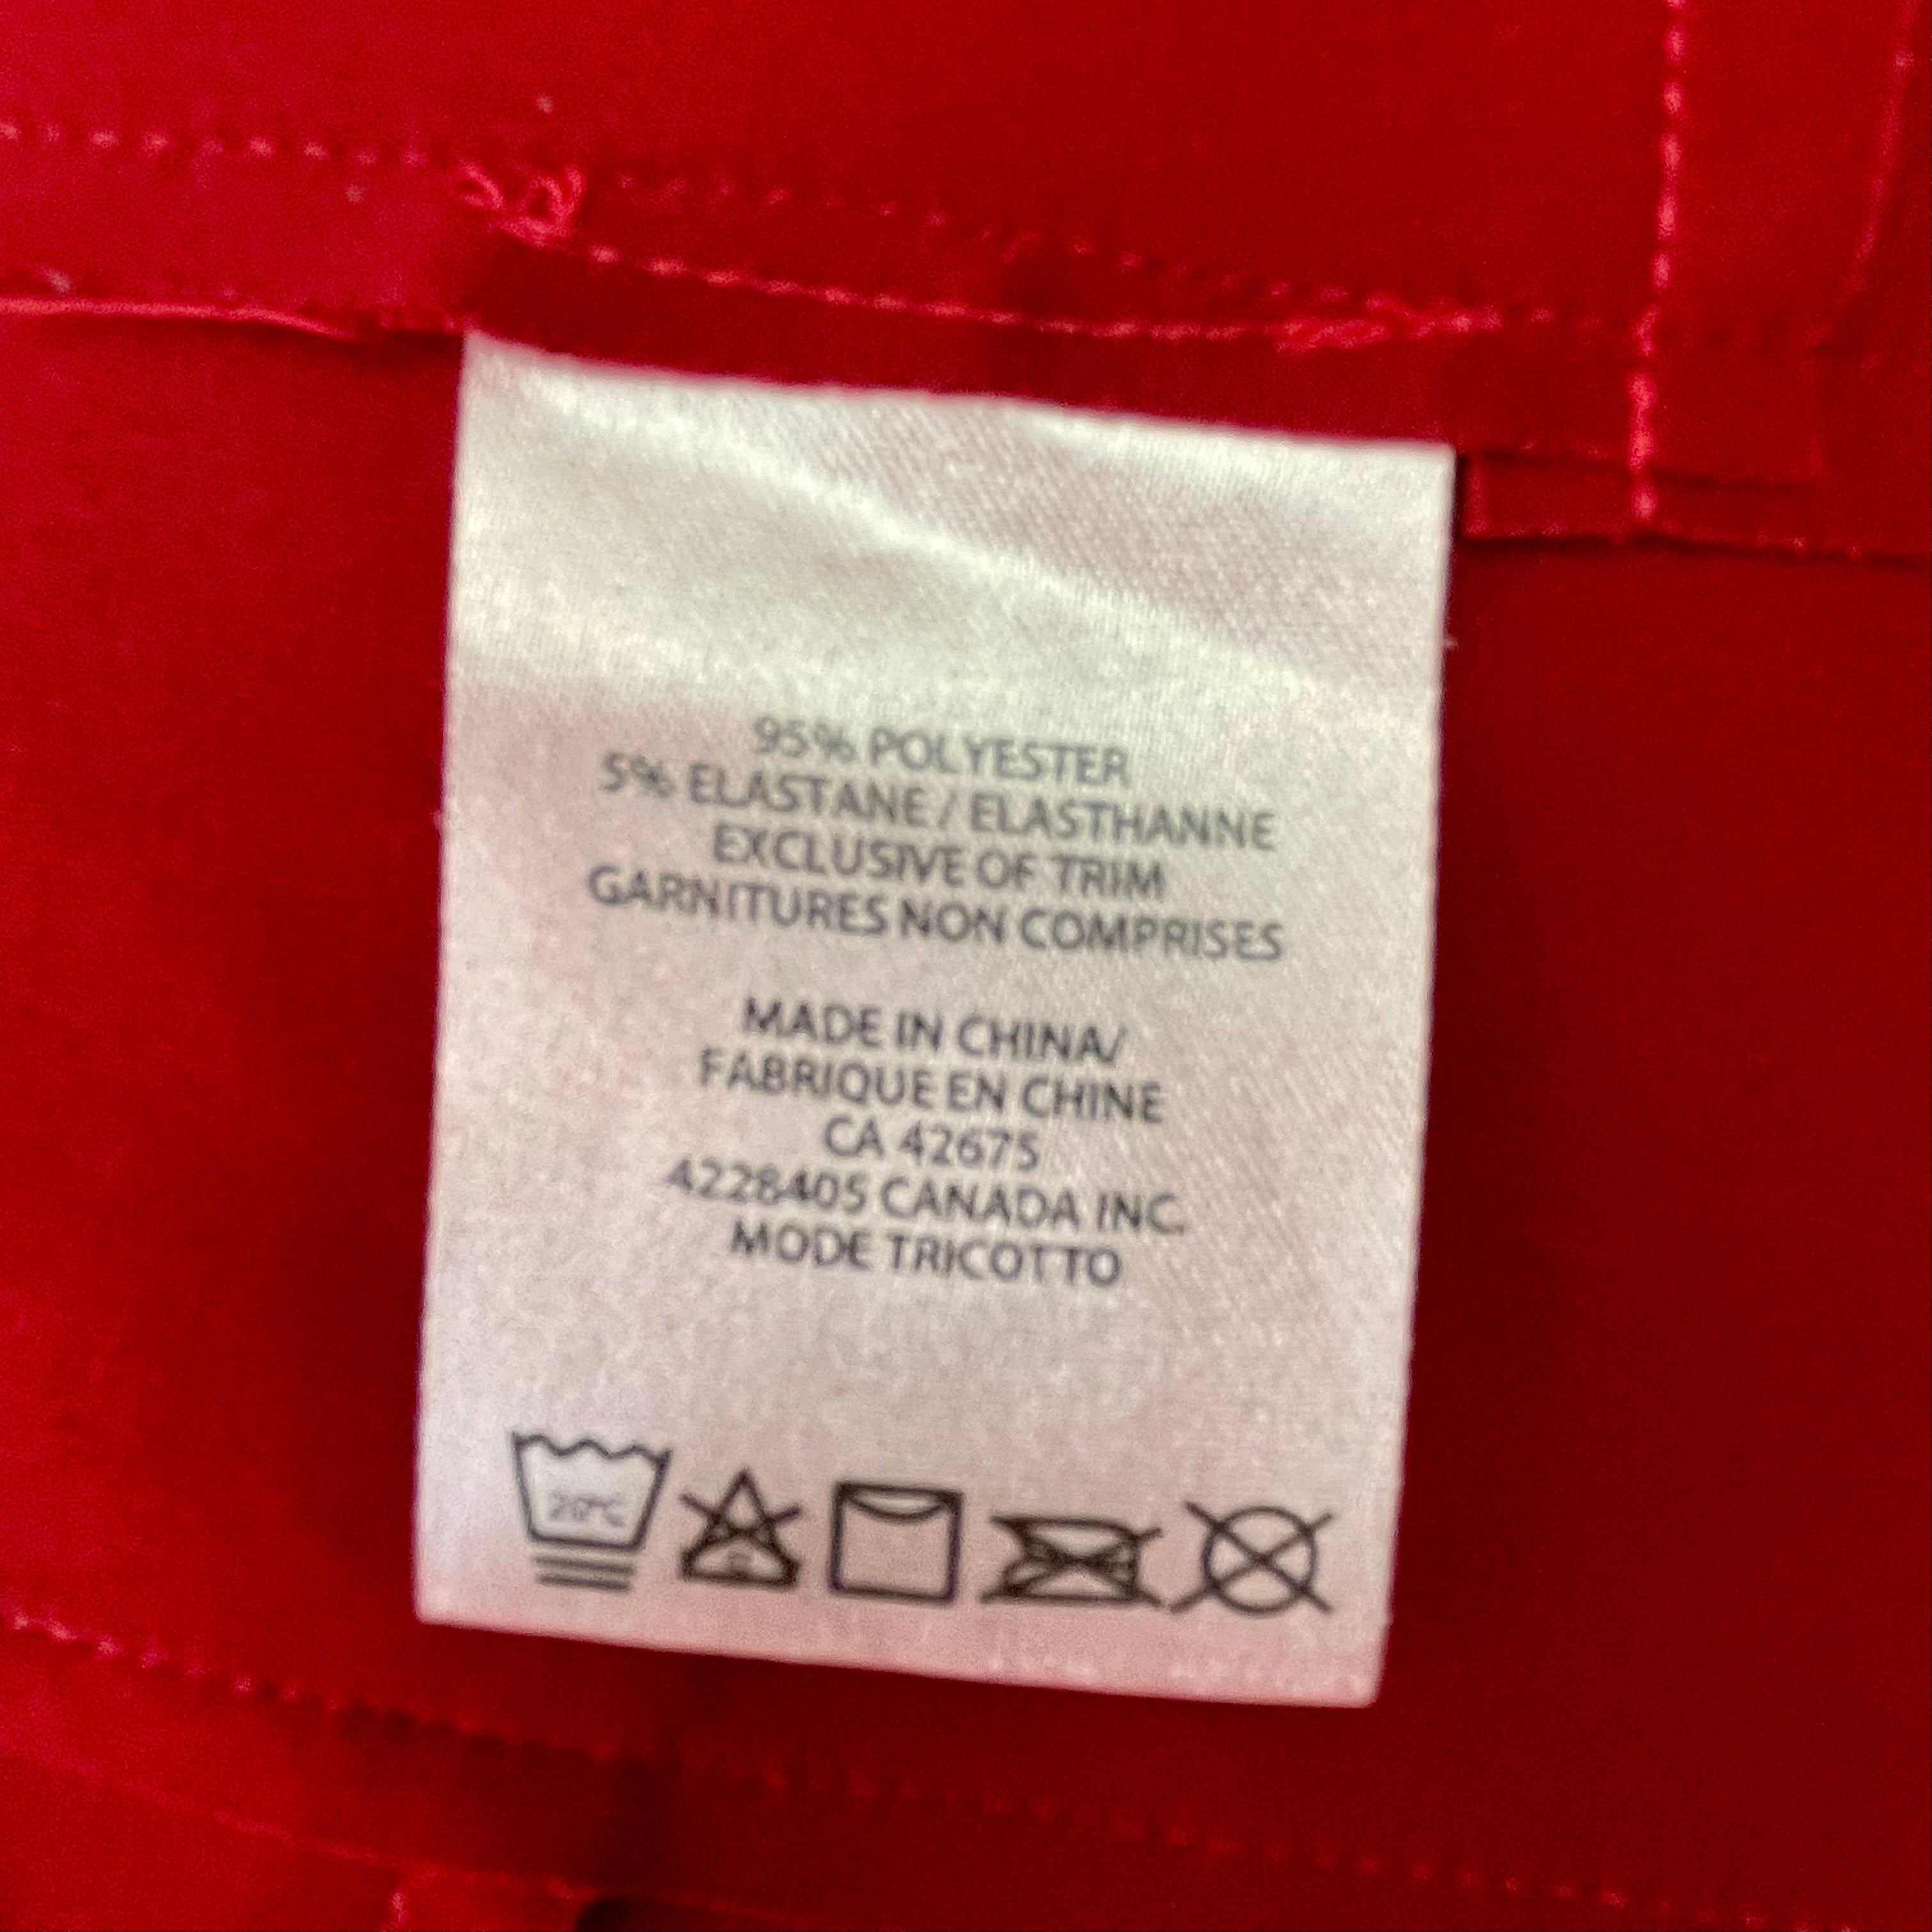 95% POLYESTER
5% ELASTANE / ELASTHANNE
EXCLUSIVE OF TRIM
GARNITURES NON COMPRISES
MADE IN CHINA/
FABRIQUE EN CHINE
CA 42675
4228405 CANADA INC.
MODE TRICOTTO
20°C